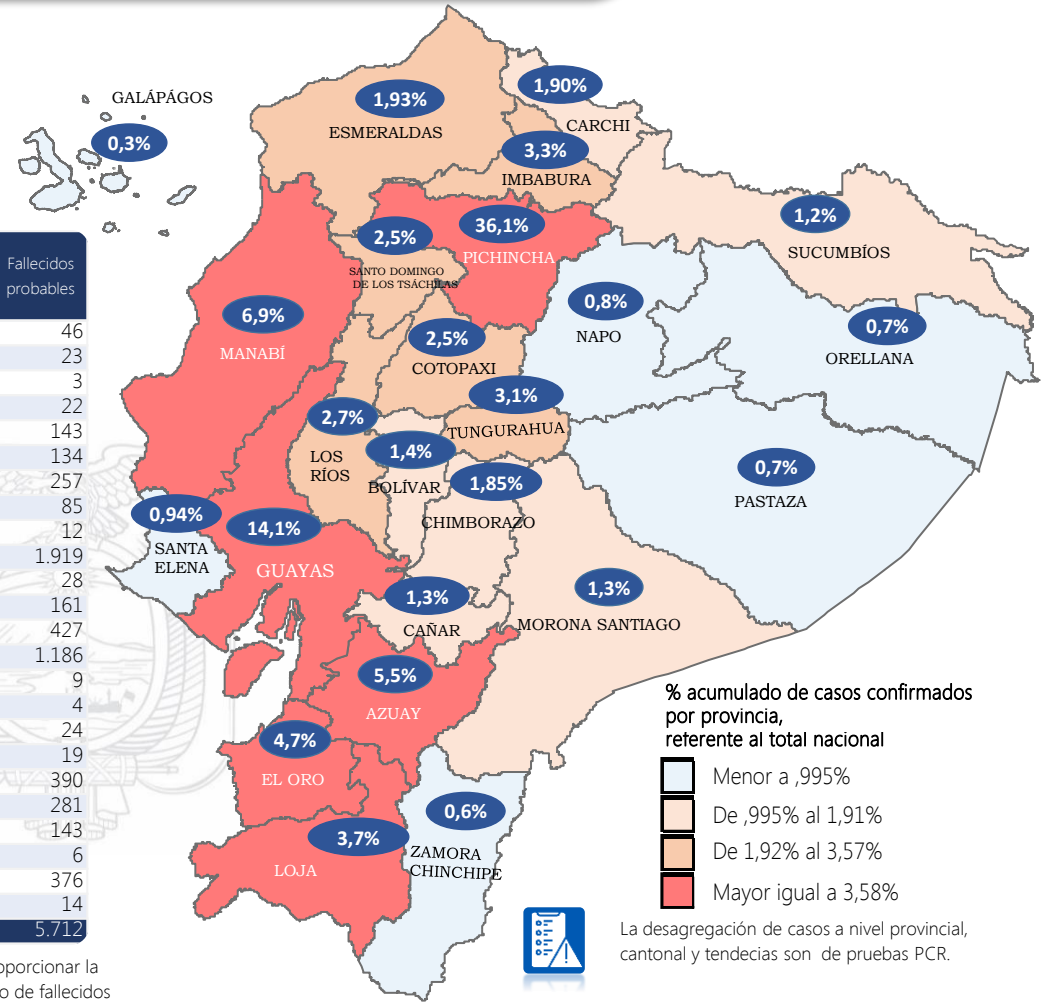 GALÁPÁGOS
0,3%
1,93%
ESMERALDAS
1,90%
CARCHI
3,3%
IMBABURA
1,2%
SUCUMBÍOS
36,1%
PICHINCHA
2,5%
SANTO DOMINGO
DE LOS TSÁCHILAS
6,9%
MANABÍ
0,8%
NAPO
0,7%
ORELLANA
2,5%
COTOPAXI
3,1%
TUNGURAHUA
2,7%
LOS
RÍOS
1,4%
BOLÍVAR
1,85%
CHIMBORAZO
0,7%
PASTAZA
0,94%
SANTA
ELENA
14,1%
GUAYAS
1,3%
CAÑAR
1,3%
MORONA SANTIAGO
5,5%
AZUAY
4,7%
EL ORO
3,7%
LOJA
0,6%
ZAMORA
CHINCHIPE
Fallecidos
probables
46
23
3
22
143
134
257
85
12
1.919
28
161
427
1.186
9
4
24
19
390
281
143
6
376
14
5.712
oporcionar la
o de fallecidos
% acumulado de casos confirmados
por provincia,
referente al total nacional
Menor a ,995%
De ,995% al 1,91%
De 1,92% al 3,57%
Mayor igual a 3,58%
La desagregación de casos a nivel provincial,
cantonal y tendecias son de pruebas PCR.